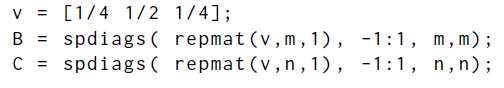 v = [1/4 1/2 1/4];
B = spdiags( repmat(v,m,1), -1:1, m,m);
C = spdiags( repmat(v,n,1), -1:1, n,n);